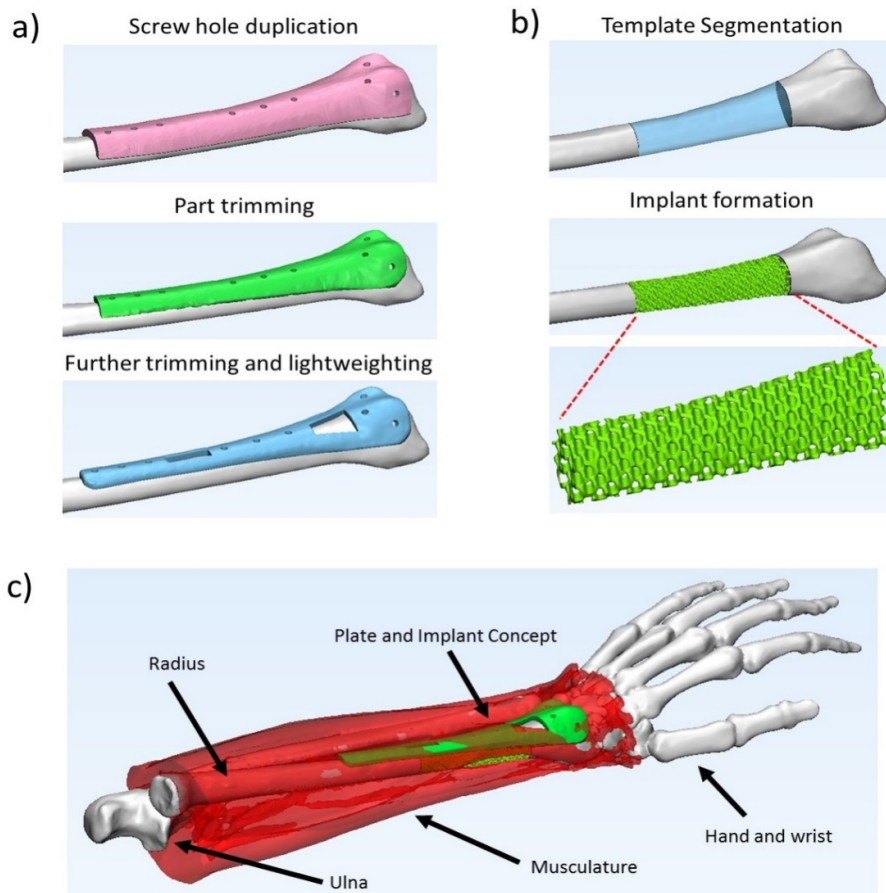 a)
Screw hole duplication
Part trimming
Further trimming and lightweighting
b)
Template Segmentation
Implant formation
c)
Plate and Implant Concept
Radius
Hand and wrist
Musculature
Ulna